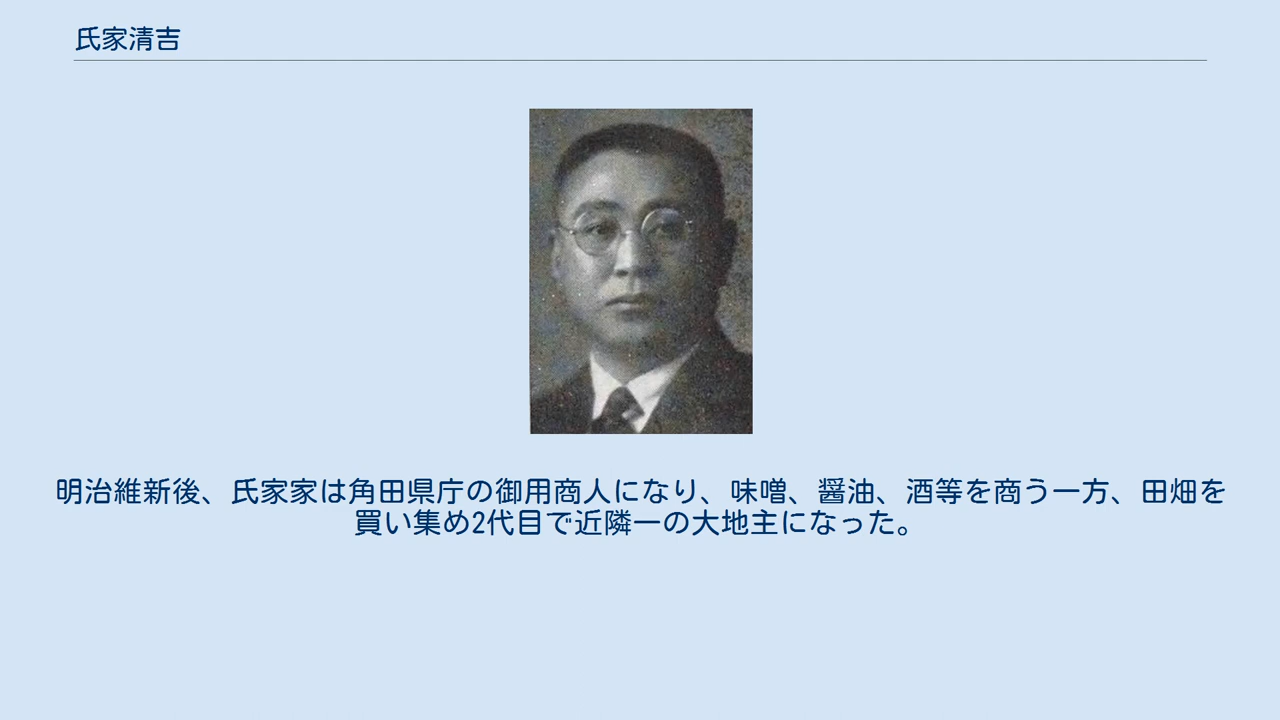 氏家清吉
明治維新後、氏家家は角田県庁の御用商人になり、味噌、醤油、酒等を商う一方、田畑を
買い集め2代目で近隣一の大地主になった。